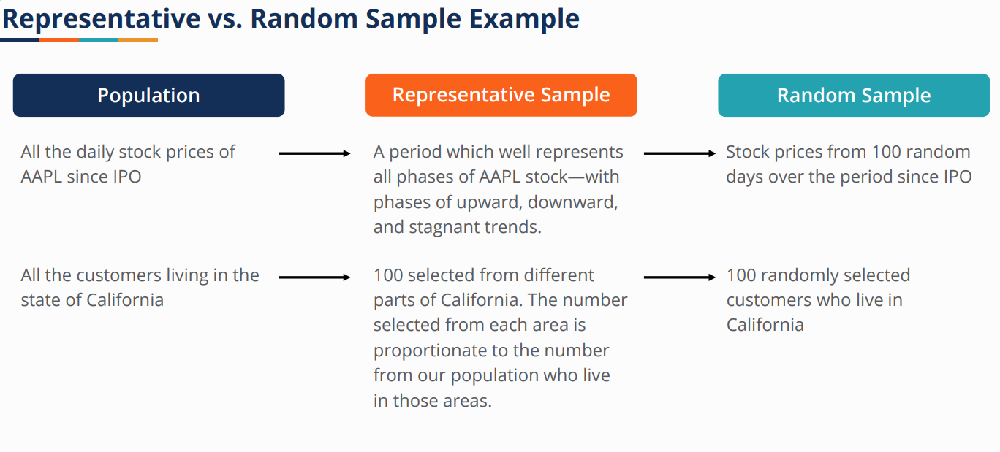 Representative vs. Random Sample Example
Population
Representative Sample
Random Sample
All the daily stock prices of
AAPL since IPO
A period which well represents
all phases of AAPL stock—with
phases of upward, downward,
and stagnant trends.
Stock prices from 100 random
days over the period since IPO
All the customers living in the
state of California
100 selected from different
parts of California. The number
selected from each area is
proportionate to the number
from our population who live
in those areas.
100 randomly selected
customers who live in
California